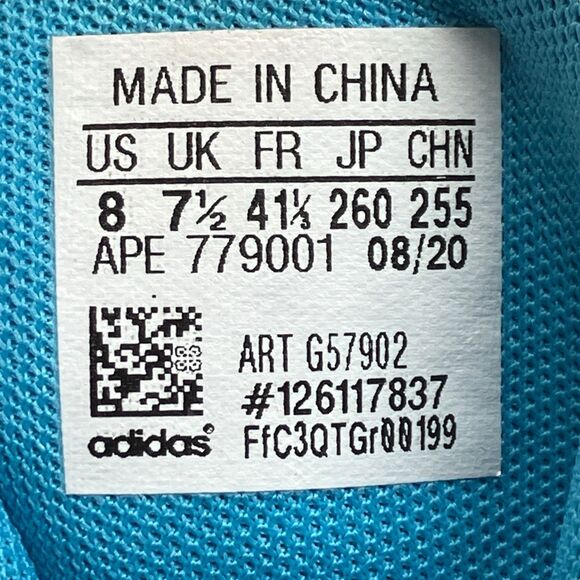 MADE IN CHINA
US UK FR JP CHN
8 7½ 41⅓ 260 255
APE 779001 08/20
ART G57902
#126117837
adidas® FfC3QTGr00199